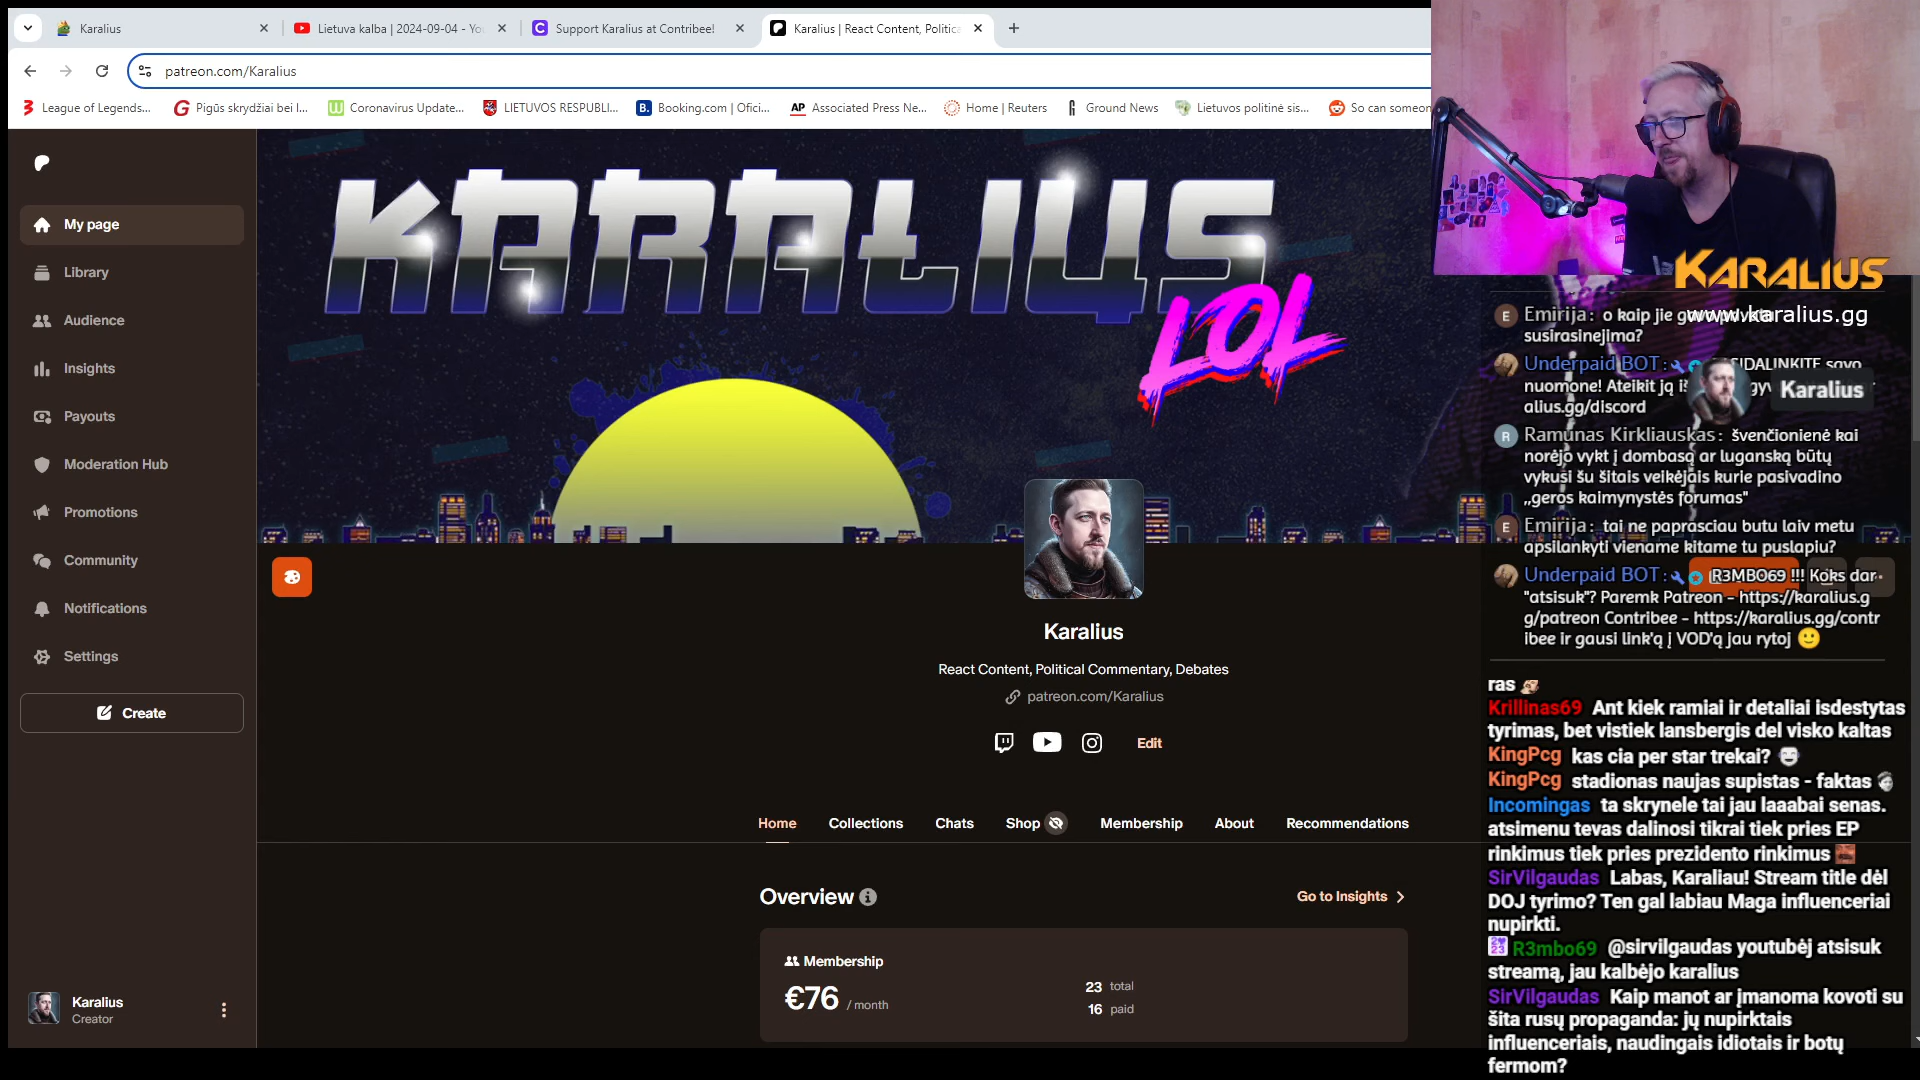 Karalius
Lietuva kalba | 2024-09-04 - Yo
Support Karalius at Contribee!
Karalius | React Content, Politica
patreon.com/Karalius
League of Legends...
Pigūs skrydžiai bei l...
Coronavirus Update...
LIETUVOS RESPUBLI...
Booking.com | Ofici...
AP Associated Press Ne...
Home | Reuters
Ground News
Lietuvos politinė sis...
So can someon
My page
Library
Audience
Insights
Payouts
Moderation Hub
Promotions
Community
Notifications
Settings
Create
Karalius
Creator
KARALIUS
LOL
Karalius
React Content, Political Commentary, Debates
patreon.com/Karalius
Edit
Home
Collections
Chats
Shop
Membership
About
Recommendations
Overview
Go to Insights
Membership
€76 / month
23 total
16 paid
KARALIUS
www.karalius.gg
Emirija: o kaip jie
susirasinejima?
Underpaid BOT: SIDALINKITE savo
nuomone! Ateikit ją
alius.gg/discord
Karalius
Ramunas Kirkliauskas: švenčionienė kai
norėjo vykt į dombasą ar luganską būtų
vykusi šu šitais veikėjais kurie pasivadino
,,geros kaimynystės forumas"
Emirija: tai ne paprasciau butu laiv metu
apsilankyti viename kitame tu puslapiu?
Underpaid BOT: R3MBO69 !!! Koks dar
"atsisuk"? Paremk Patreon - https://karalius.g
g/patreon Contribee - https://karalius.gg/contr
ibee ir gausi link'ą į VOD'ą jau rytoj
ras
Krillinas69 Ant kiek ramiai ir detaliai isdestytas
tyrimas, bet vistiek lansbergis del visko kaltas
KingPcg kas cia per star trekai?
KingPcg stadionas naujas supistas - faktas
Incomingas ta skrynele tai jau laaabai senas.
atsimenu tevas dalinosi tikrai tiek pries EP
rinkimus tiek pries prezidento rinkimus
SirVilgaudas Labas, Karaliau! Stream title dėl
DOJ tyrimo? Ten gal labiau Maga influenceriai
nupirkti.
R3mbo69 @sirvilgaudas youtubėj atsisuk
streamą, jau kalbėjo karalius
SirVilgaudas Kaip manot ar įmanoma kovoti su
šita rusų propaganda: jų nupirktais
influenceriais, naudingais idiotais ir botų
fermom?